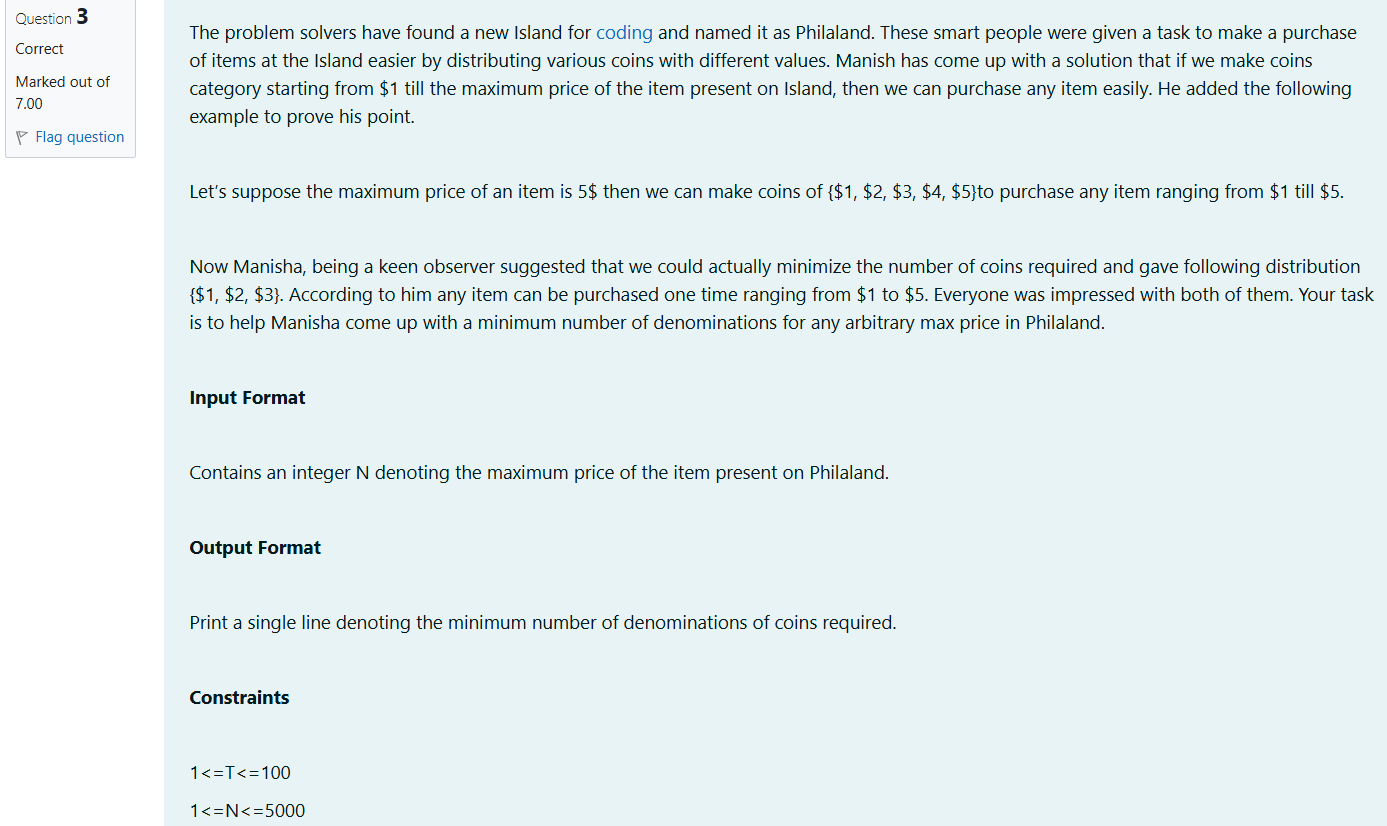 Question 3
Correct
Marked out of
7.00
Flag question
The problem solvers have found a new Island for coding and named it as Philaland. These smart people were given a task to make a purchase
of items at the Island easier by distributing various coins with different values. Manish has come up with a solution that if we make coins
category starting from $1 till the maximum price of the item present on Island, then we can purchase any item easily. He added the following
example to prove his point.
Let's suppose the maximum price of an item is 5$ then we can make coins of {$1, $2, $3, $4, $5}to purchase any item ranging from $1 till $5.
Now Manisha, being a keen observer suggested that we could actually minimize the number of coins required and gave following distribution
{$1, $2, $3}. According to him any item can be purchased one time ranging from $1 to $5. Everyone was impressed with both of them. Your task
is to help Manisha come up with a minimum number of denominations for any arbitrary max price in Philaland.
Input Format
Contains an integer N denoting the maximum price of the item present on Philaland.
Output Format
Print a single line denoting the minimum number of denominations of coins required.
Constraints
1<=T<=100
1<=N<=5000